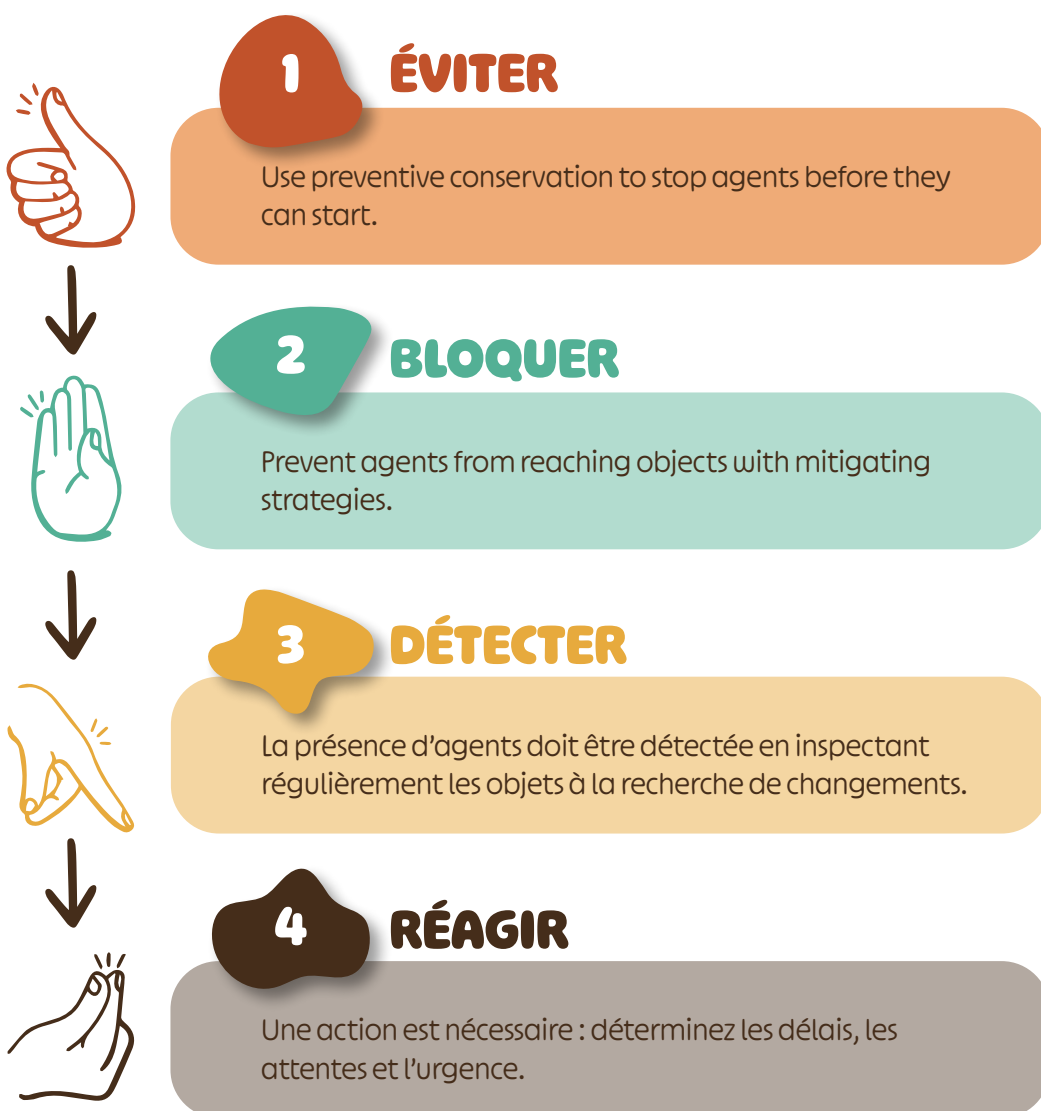 1
ÉVITER
Use preventive conservation to stop agents before they
can start.
2
BLOQUER
Prevent agents from reaching objects with mitigating
strategies.
3
DÉTECTER
La présence d’agents doit être détectée en inspectant
régulièrement les objets à la recherche de changements.
4
RÉAGIR
Une action est nécessaire : déterminez les délais, les
attentes et l’urgence.